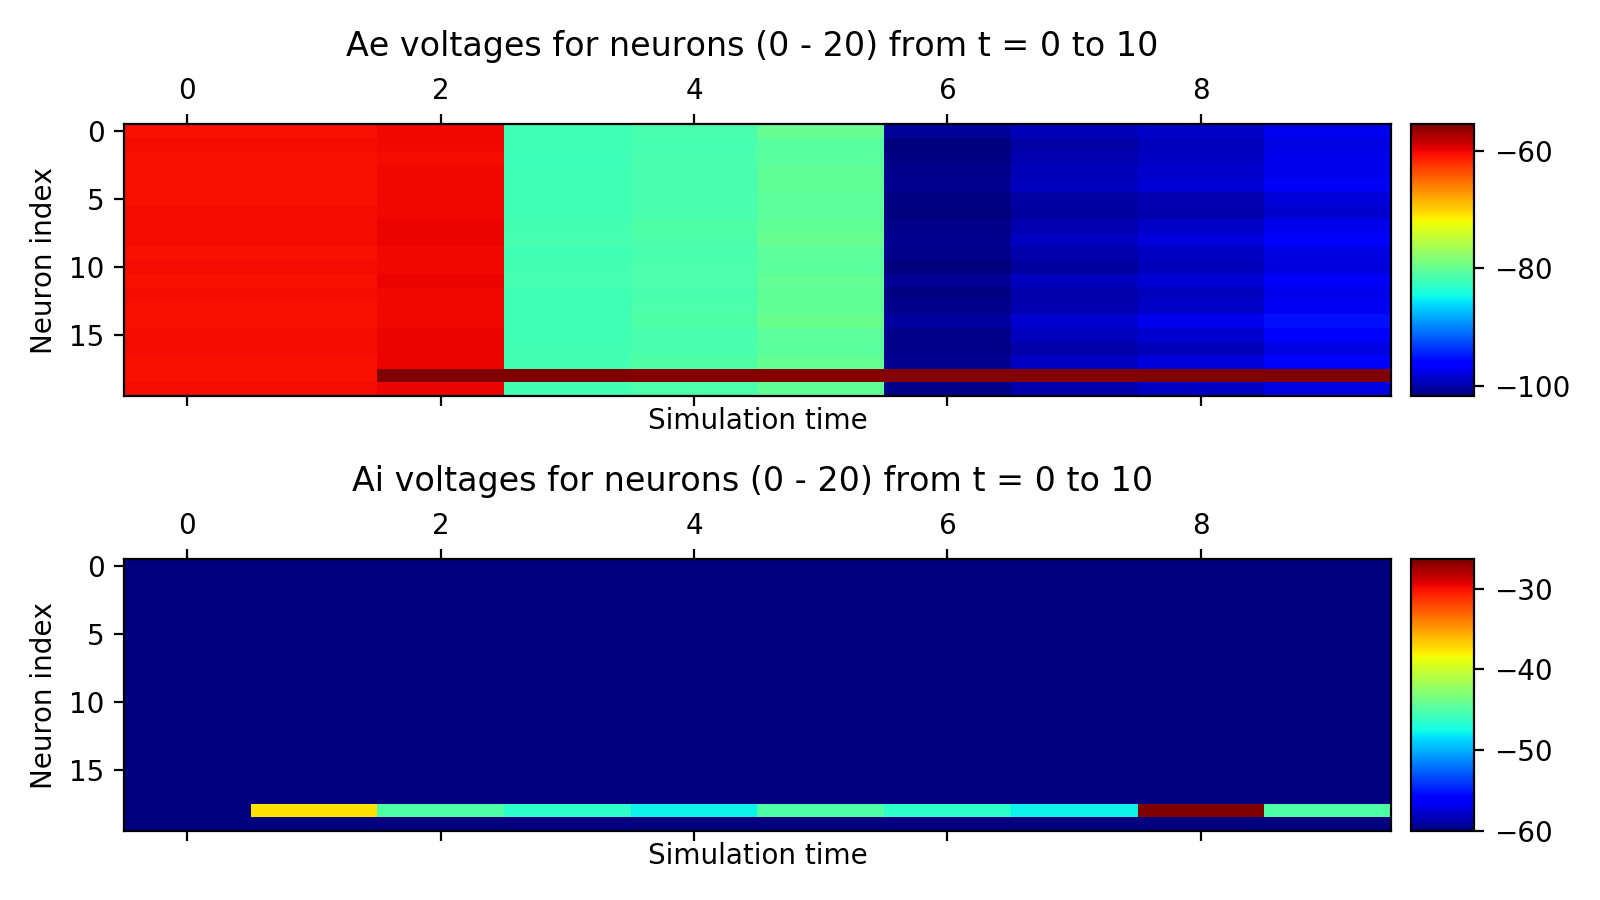 Ae voltages for neurons (0 - 20) from t = 0 to 10
0 2 4 6 8
Neuron index
0
5
10
15
−60
−80
−100
Simulation time
Ai voltages for neurons (0 - 20) from t = 0 to 10
0 2 4 6 8
Neuron index
0
5
10
15
−30
−40
−50
−60
Simulation time